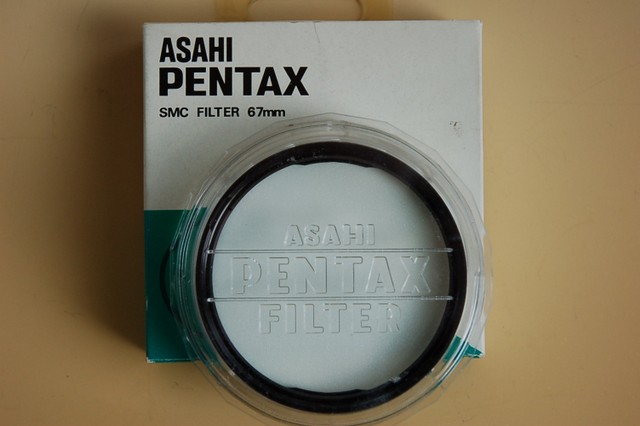 ASAHI
PENTAX
SMC FILTER 67mm
ASAHI
PENTAX
FILTER